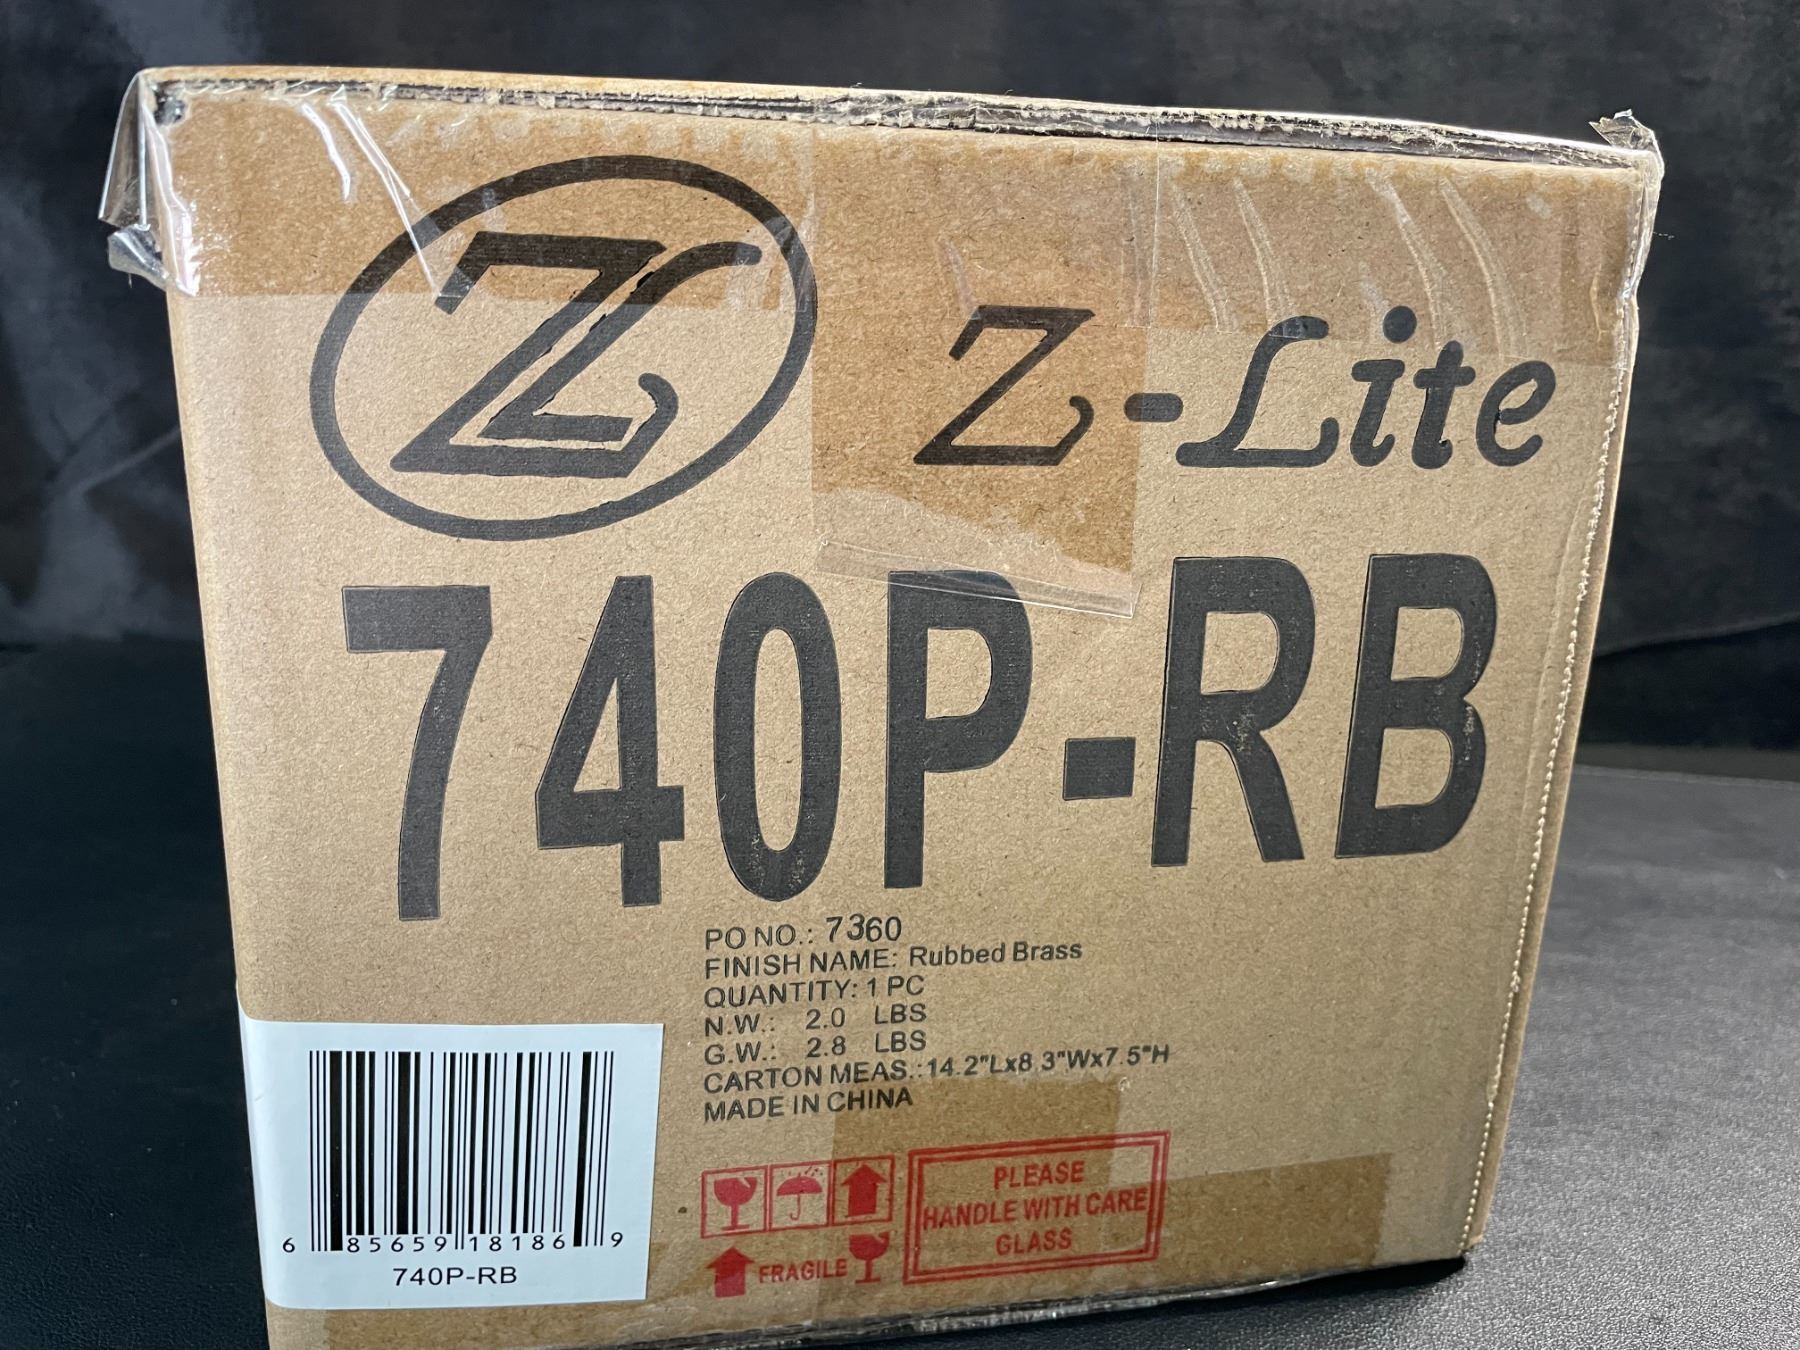 Z-Lite
740P-RB
PO NO.: 7360
FINISH NAME: Rubbed Brass
QUANTITY: 1 PC
N.W.: 2.0 LBS
G.W.: 2.8 LBS
CARTON MEAS.:14.2"Lx8.3"Wx7.5"H
MADE IN CHINA
PLEASE
HANDLE WITH CARE
GLASS
FRAGILE
6 85659 18186 9
740P-RB